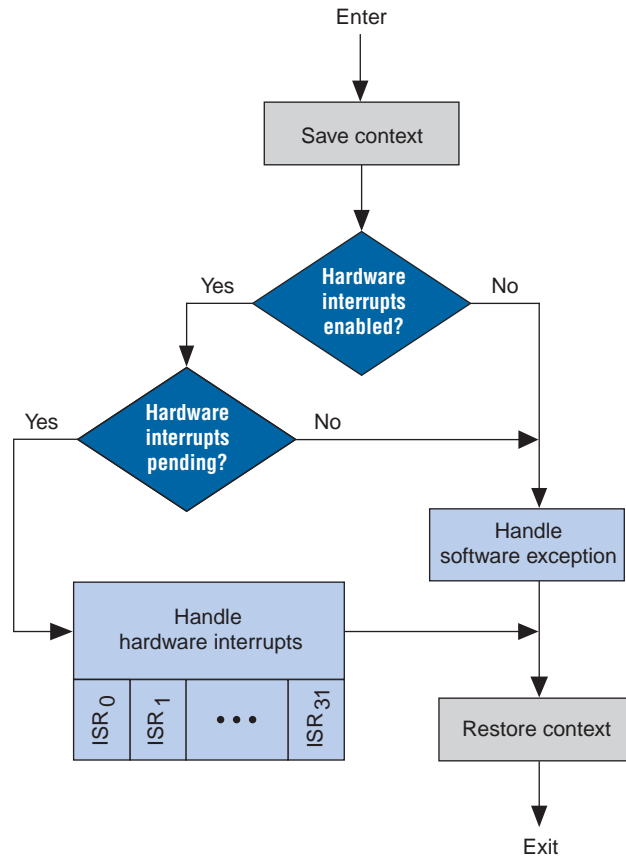 Enter
Save context
Hardware
interrupts
enabled?
Yes
No
Hardware
interrupts
pending?
Yes
No
Handle
software exception
Handle
hardware interrupts
ISR 0
ISR 1
•••
ISR 31
Restore context
Exit